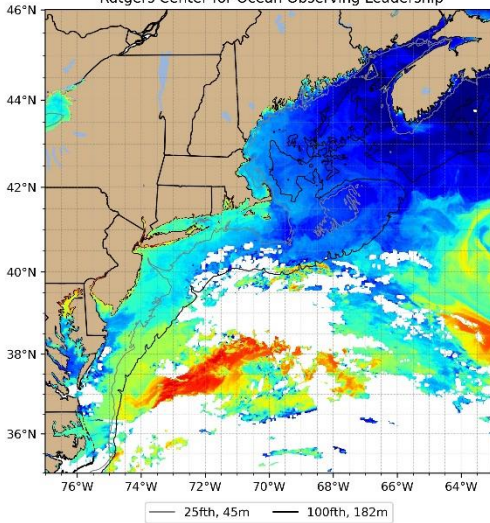 Rutgers Center for Ocean Observing Leadership
46°N
44°N
42°N
40°N
38°N
36°N
76°W 74°W 72°W 70°W 68°W 66°W 64°W
25fth, 45m 100fth, 182m